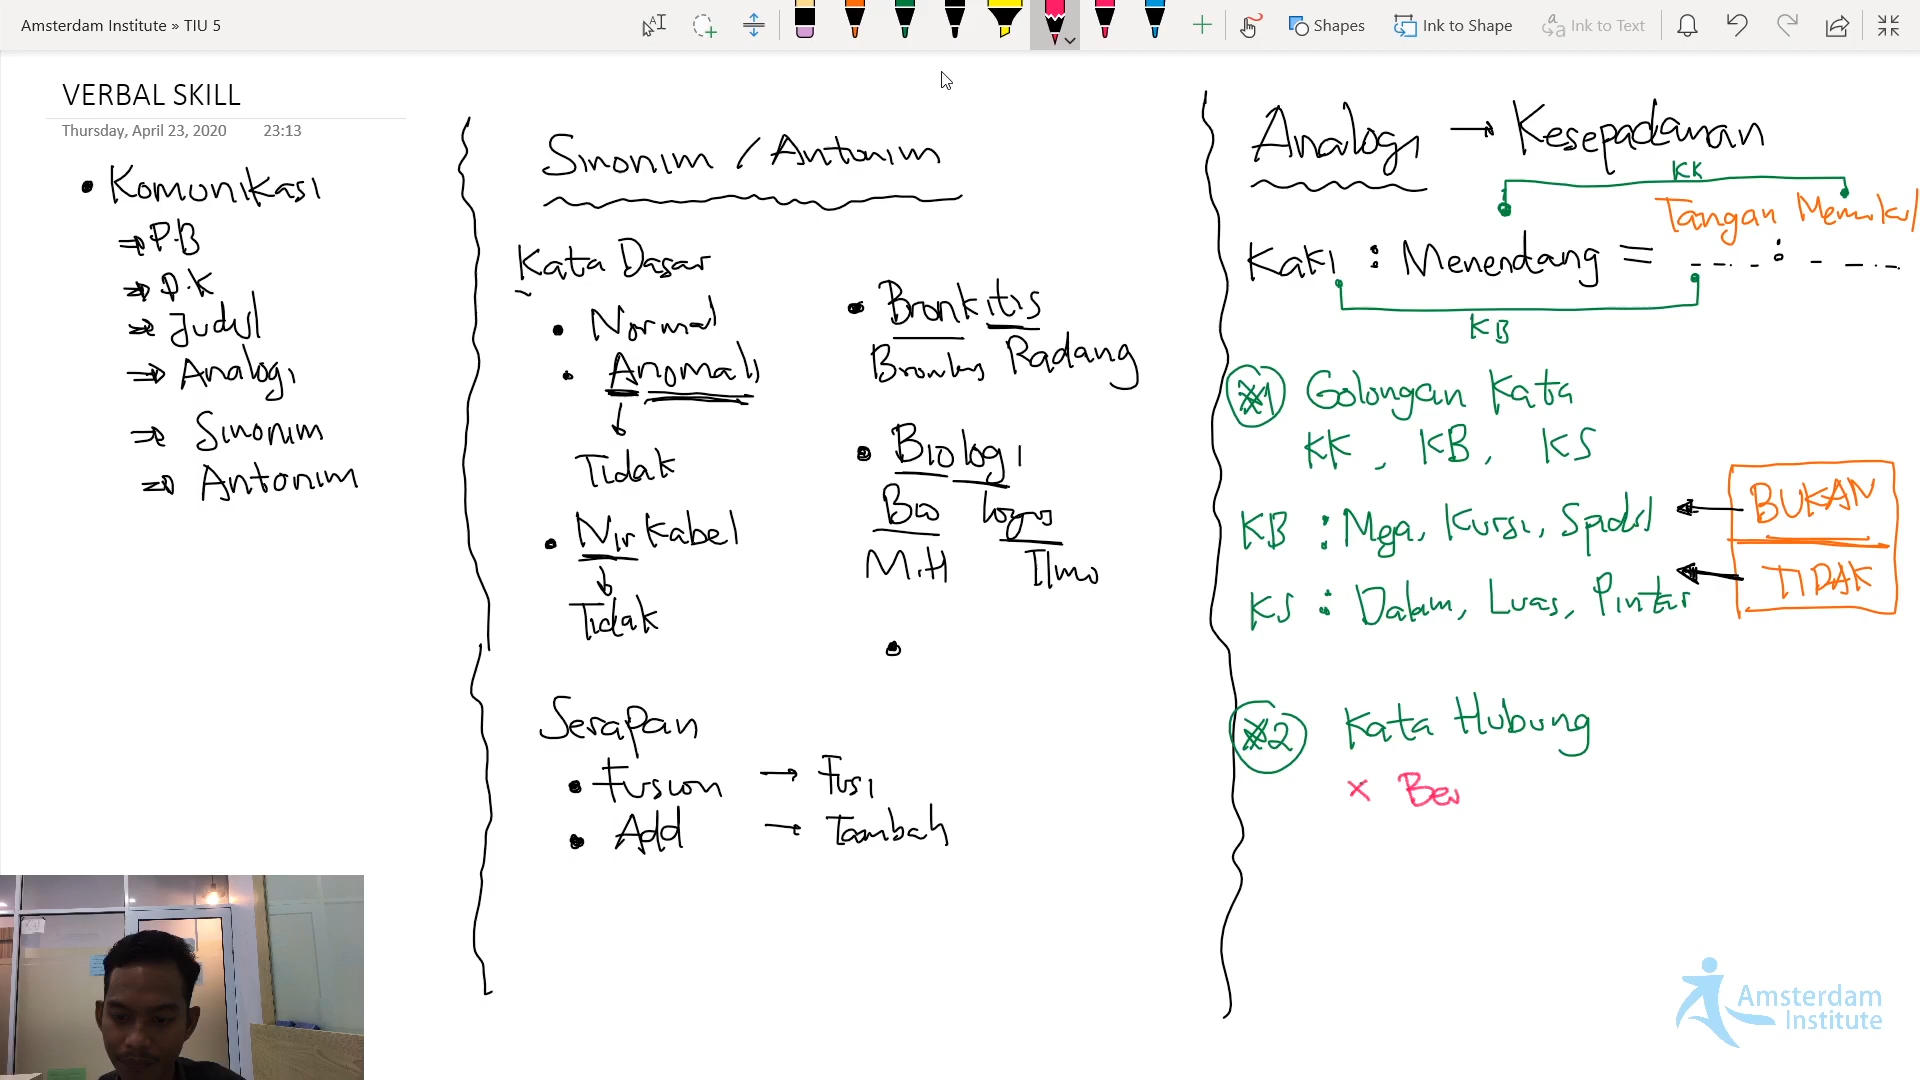 Amsterdam Institute » TIU 5
Shapes
Ink to Shape
Ink to Text
VERBAL SKILL
Thursday, April 23, 2020 23:13
• Komunikasi
⇒ P.B
⇒ P.K
⇒ Judul
⇒ Analogi
⇒ Sinonim
⇒ Antonim
Sinonim / Antonim
Kata Dasar
• Normal
• Anomali
↓
Tidak
• Nirkabel
↓
Tidak
• Bronkitis
Bronkus Radang
• Biologi
Bio logos
M.H Ilmu
•
Serapan
• Fusion → Fusi
• Add → Tambah
Analogi → Kesepadanan
KK
Tangan Memukul
Kaki : Menendang = ---- : ----
KB
*1 Golongan Kata
KK, KB, KS
KB : Meja, Kursi, Spidol ← BUKAN
KS : Dalam, Luas, Pintar ← TIDAK
*2 Kata Hubung
x Be
Amsterdam
Institute